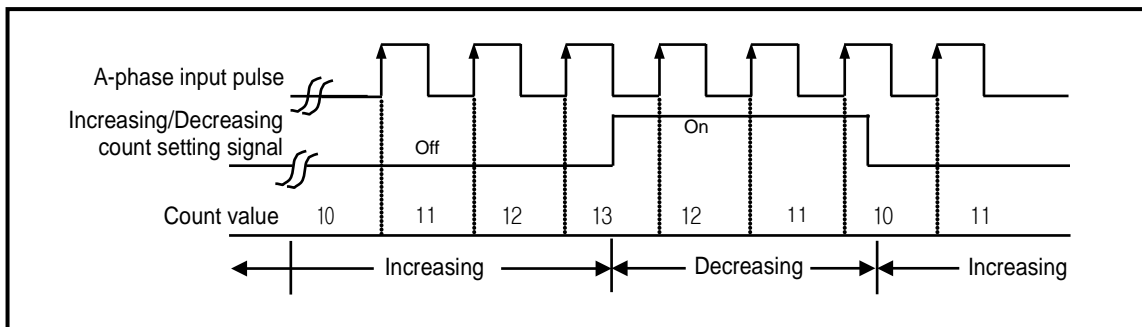 A-phase input pulse
Increasing/Decreasing
count setting signal
Off
On
Count value 10 11 12 13 12 11 10 11
Increasing Decreasing Increasing